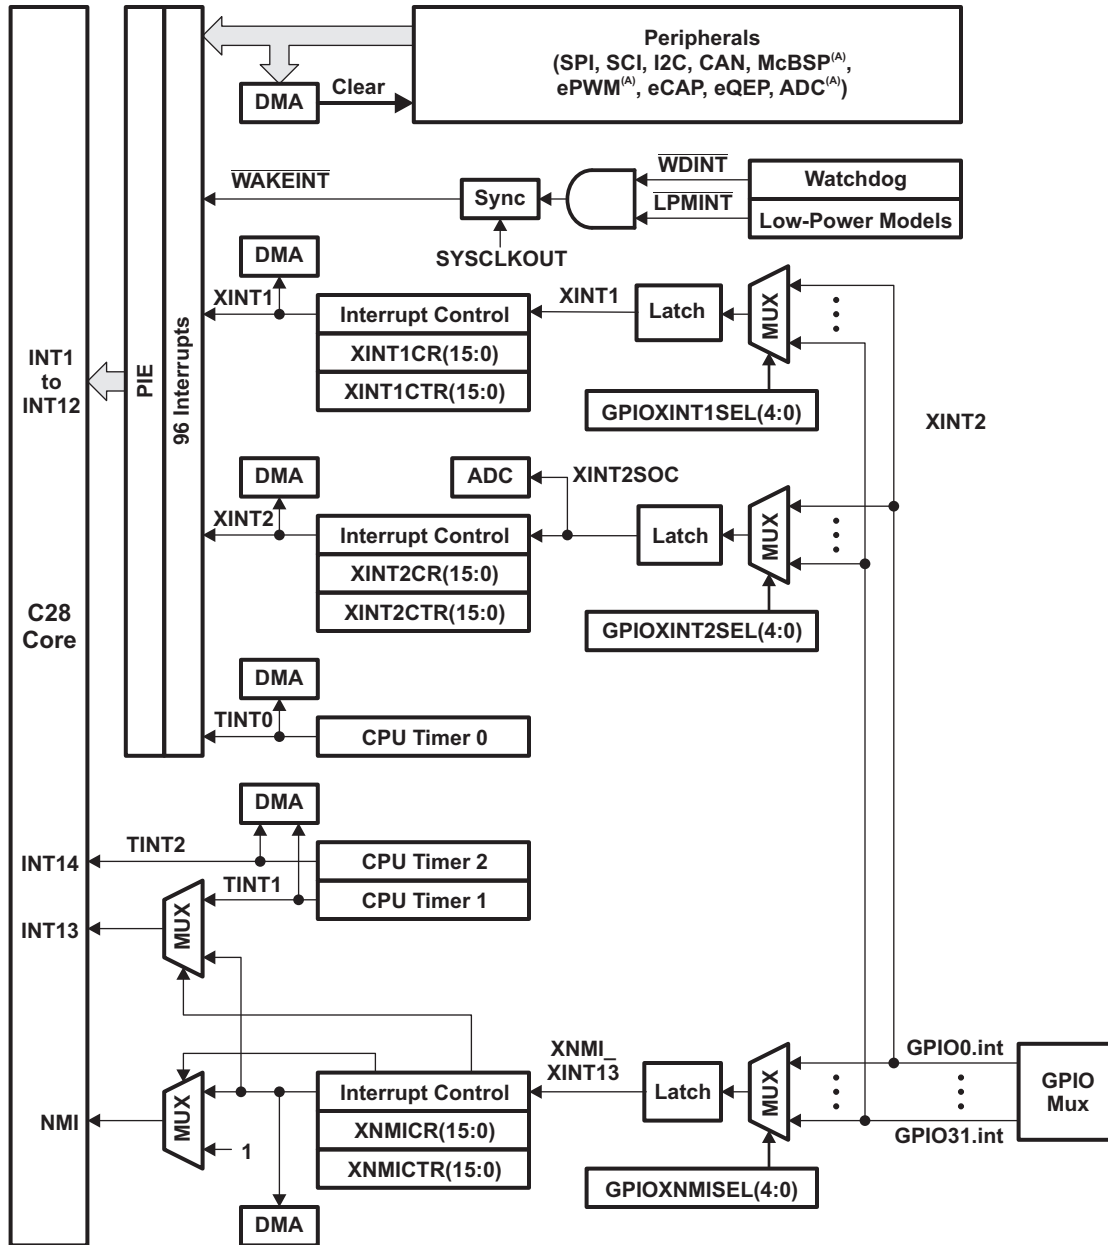 Peripherals
(SPI, SCI, I2C, CAN, McBSP(A),
ePWM(A), eCAP, eQEP, ADC(A))
DMA
Clear
WDINT
Watchdog
WAKEINT
Sync
LPMINT
Low-Power Models
SYSCLKOUT
DMA
XINT1
Interrupt Control
XINT1CR(15:0)
XINT1CTR(15:0)
XINT1
Latch
MUX
GPIOXINT1SEL(4:0)
INT1
to
INT12
PIE
96 Interrupts
XINT2
DMA
ADC
XINT2SOC
XINT2
Interrupt Control
XINT2CR(15:0)
XINT2CTR(15:0)
Latch
MUX
GPIOXINT2SEL(4:0)
C28
Core
DMA
TINT0
CPU Timer 0
DMA
INT14
TINT2
CPU Timer 2
TINT1
CPU Timer 1
INT13
MUX
XNMI_
XINT13
GPIO0.int
Interrupt Control
XNMICR(15:0)
XNMICTR(15:0)
Latch
MUX
GPIO
Mux
NMI
MUX
1
GPIO31.int
GPIOXNMISEL(4:0)
DMA